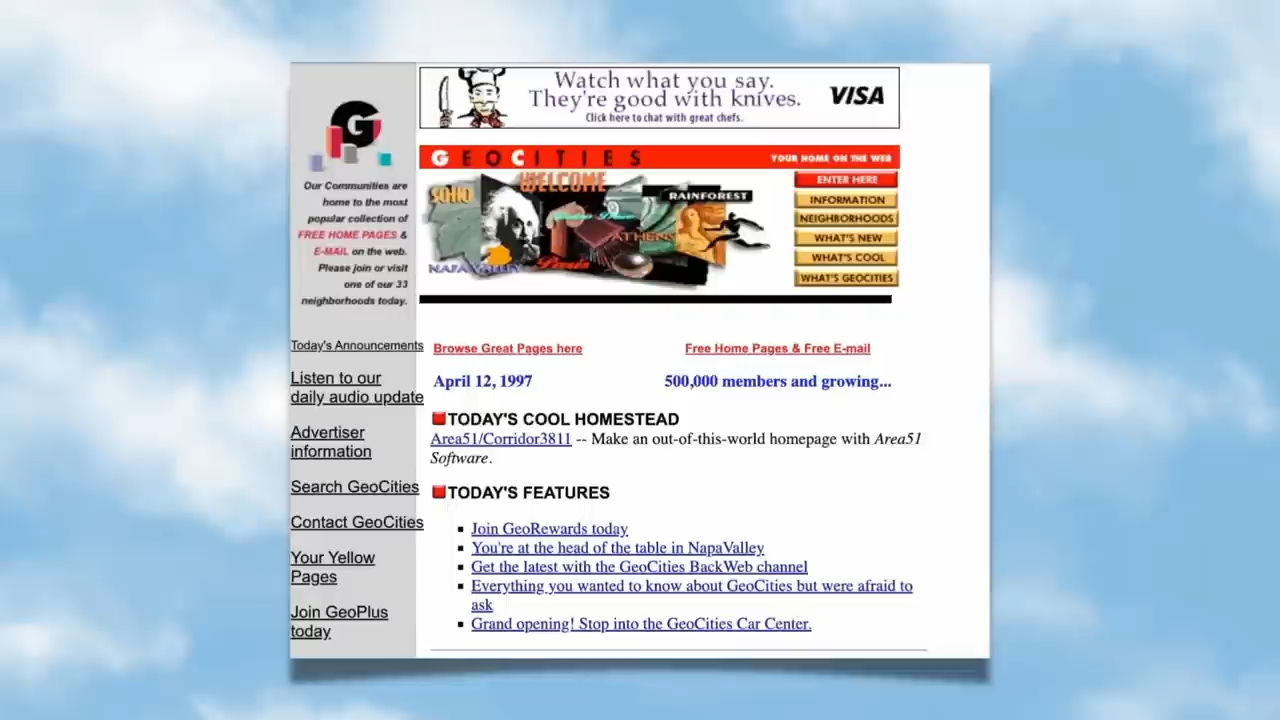 Watch what you say.
They're good with knives.
Click here to chat with great chefs.
VISA
G
Our Communities are
home to the most
popular collection of
FREE HOME PAGES &
E-MAIL on the web.
Please join or visit
one of our 33
neighborhoods today.
GEOCITIES
YOUR HOME ON THE WEB
WELCOME
SOHO
RAINFOREST
ATHENS
NAPA VALLEY
Paris
ENTER HERE
INFORMATION
NEIGHBORHOODS
WHAT'S NEW
WHAT'S COOL
WHAT'S GEOCITIES
Today's Announcements
Listen to our
daily audio update
Advertiser
information
Search GeoCities
Contact GeoCities
Your Yellow
Pages
Join GeoPlus
today
Browse Great Pages here
Free Home Pages & Free E-mail
April 12, 1997
500,000 members and growing...
TODAY'S COOL HOMESTEAD
Area51/Corridor3811 -- Make an out-of-this-world homepage with Area51
Software.
TODAY'S FEATURES
Join GeoRewards today
You're at the head of the table in NapaValley
Get the latest with the GeoCities BackWeb channel
Everything you wanted to know about GeoCities but were afraid to
ask
Grand opening! Stop into the GeoCities Car Center.